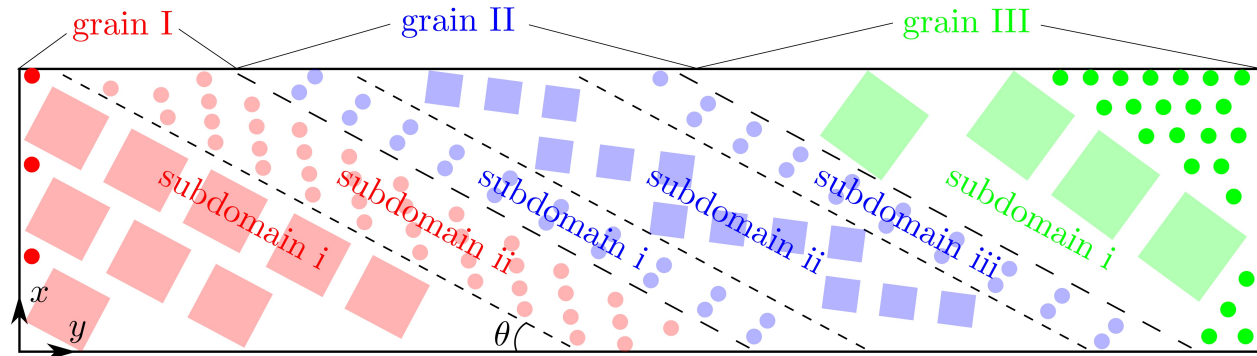 grain I
grain II
grain III
subdomain i
subdomain ii
subdomain i
subdomain ii
subdomain iii
subdomain i
x
y
θ